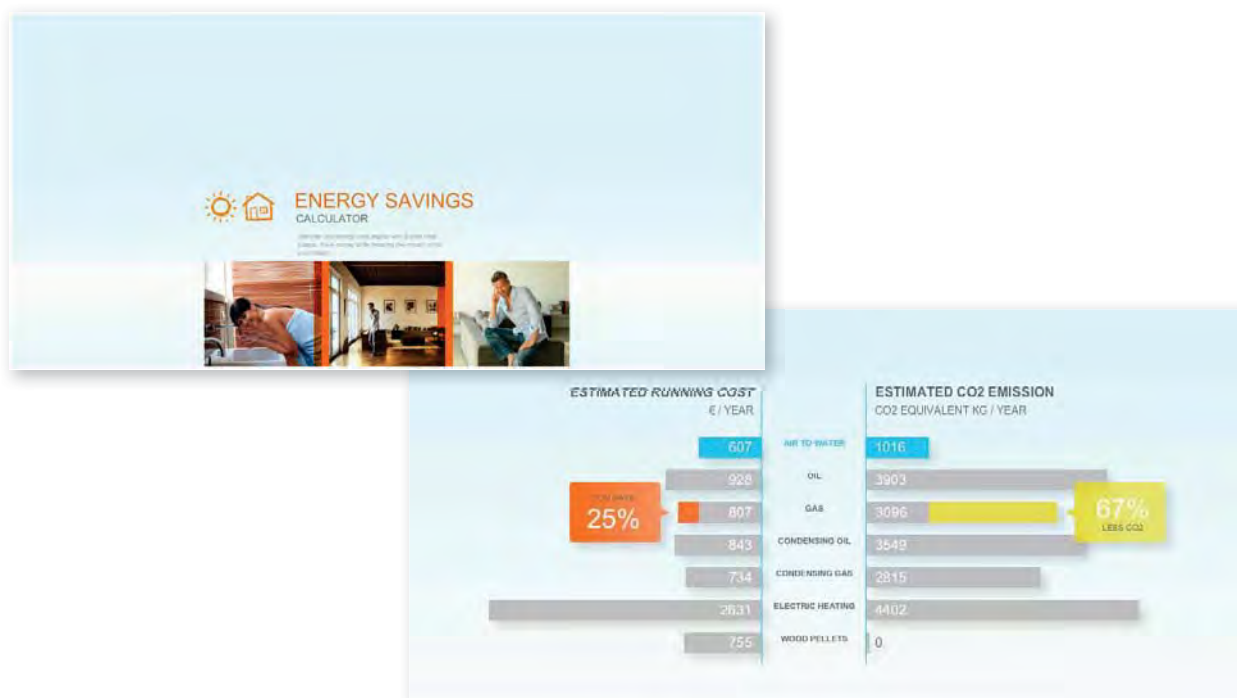 ENERGY SAVINGS
CALCULATOR
ESTIMATED RUNNING COST
€ / YEAR
ESTIMATED CO2 EMISSION
CO2 EQUIVALENT KG / YEAR
607 AIR TO WATER 1016
928 OIL 3903
25%
807 GAS 3096
67%
LESS CO2
843 CONDENSING OIL 3549
734 CONDENSING GAS 2815
2631 ELECTRIC HEATING 4402
755 WOOD PELLETS 0